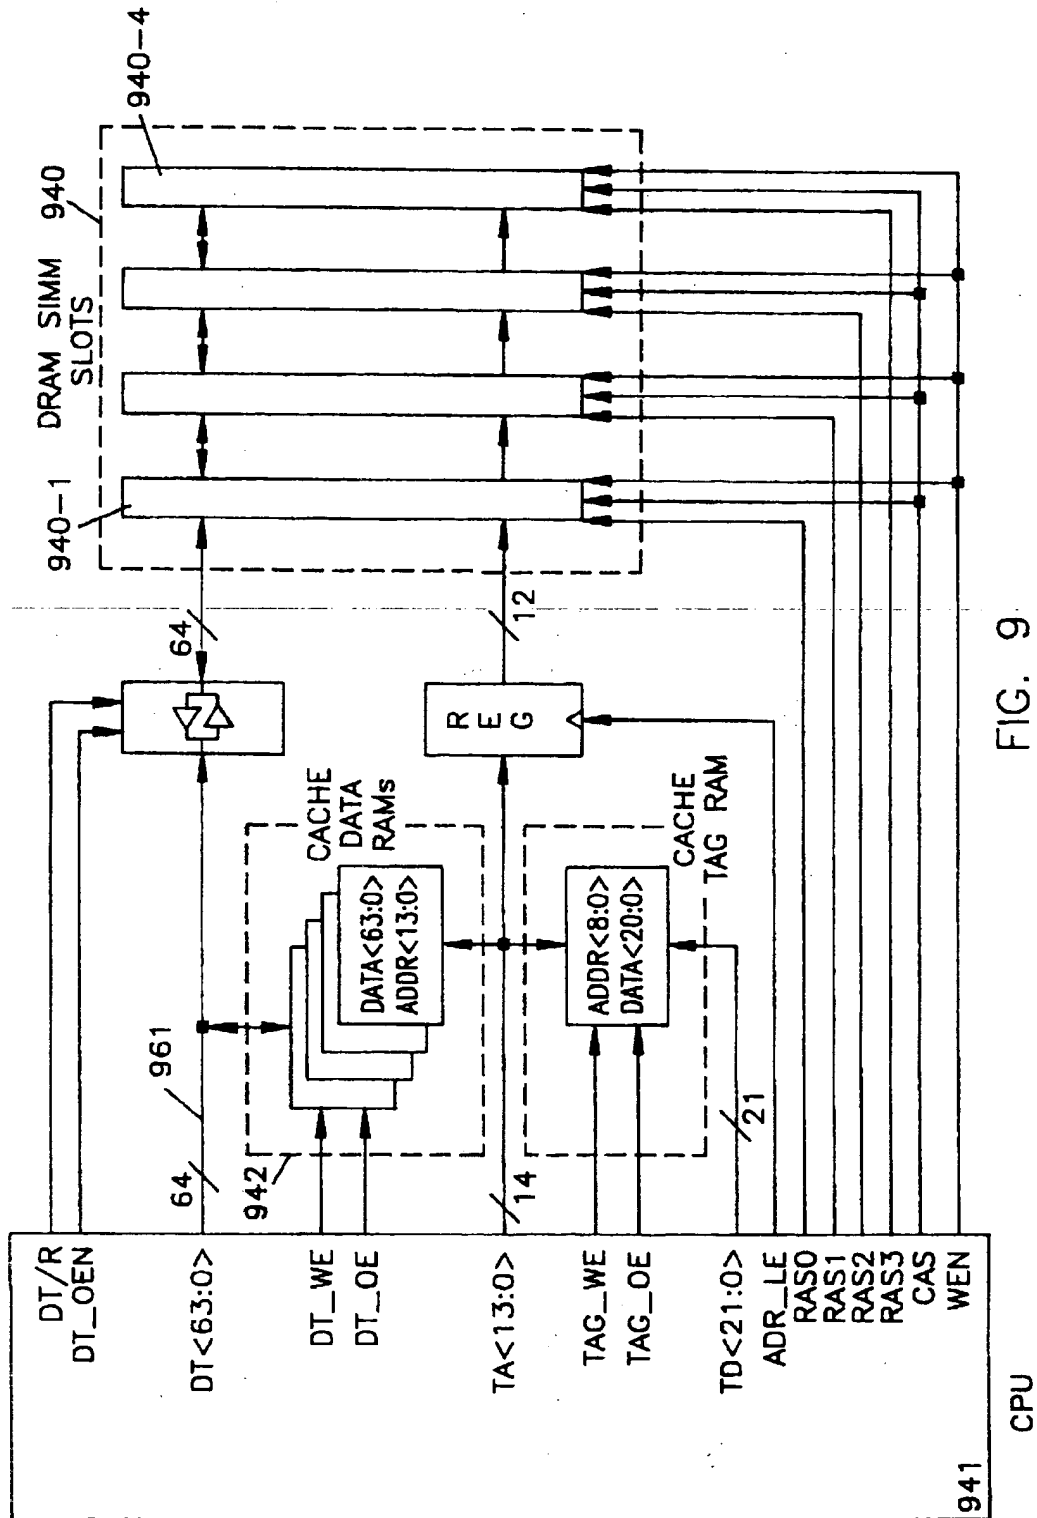 DT/R
DT_OEN
DT<63:0>
DT_WE
DT_OE
TA<13:0>
TAG_WE
TAG_OE
TD<21:0>
ADR_LE
RAS0
RAS1
RAS2
RAS3
CAS
WEN
941
CPU
64
961
942
CACHE
DATA
RAMs
DATA<63:0>
ADDR<13:0>
14
ADDR<8:0>
DATA<20:0>
CACHE
TAG RAM
21
REG
64
12
940-1
DRAM SIMM
SLOTS
940
940-4
FIG. 9